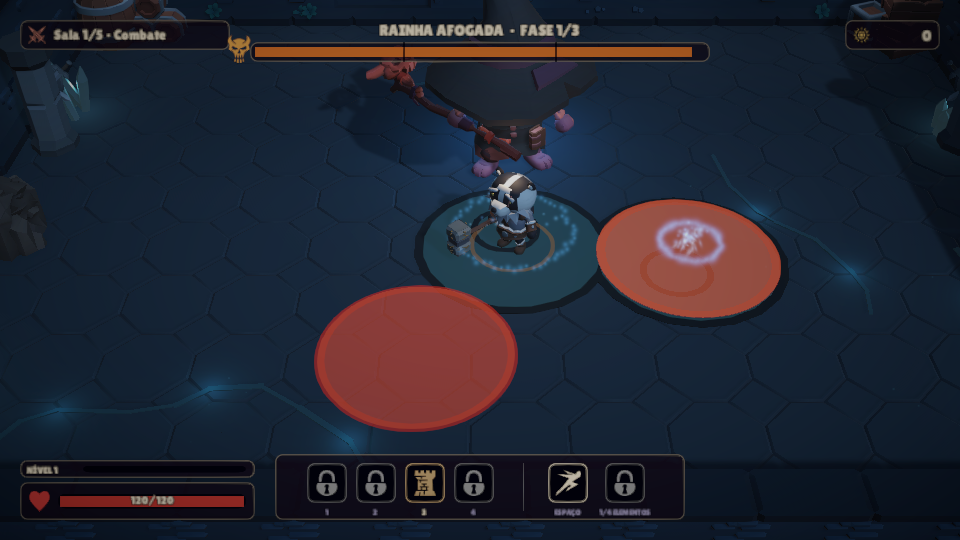 Sala 1/5 · Combate
RAINHA AFOGADA · FASE 1/3
0
NÍVEL 1
120/120
1
2
3
4
ESPAÇO
1/4 ELEMENTOS